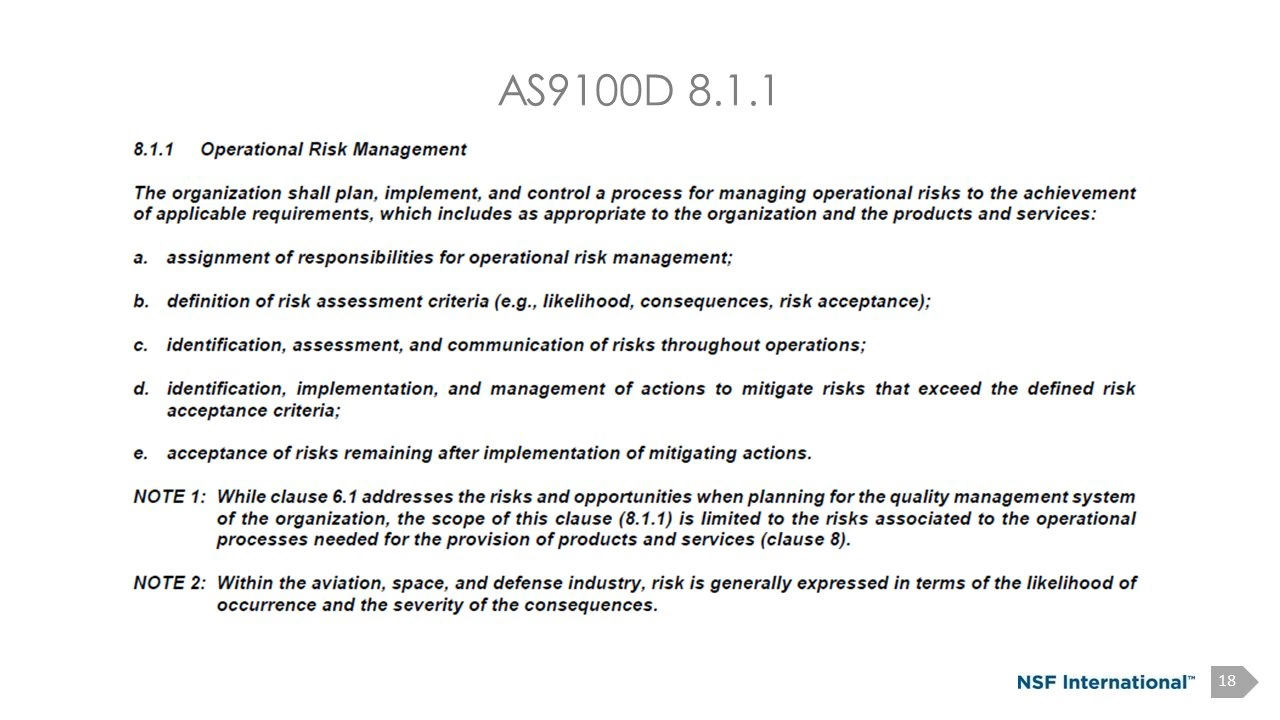 AS9100D 8.1.1
8.1.1 Operational Risk Management
The organization shall plan, implement, and control a process for managing operational risks to the achievement
of applicable requirements, which includes as appropriate to the organization and the products and services:
a. assignment of responsibilities for operational risk management;
b. definition of risk assessment criteria (e.g., likelihood, consequences, risk acceptance);
c. identification, assessment, and communication of risks throughout operations;
d. identification, implementation, and management of actions to mitigate risks that exceed the defined risk
acceptance criteria;
e. acceptance of risks remaining after implementation of mitigating actions.
NOTE 1: While clause 6.1 addresses the risks and opportunities when planning for the quality management system
of the organization, the scope of this clause (8.1.1) is limited to the risks associated to the operational
processes needed for the provision of products and services (clause 8).
NOTE 2: Within the aviation, space, and defense industry, risk is generally expressed in terms of the likelihood of
occurrence and the severity of the consequences.
NSF International™ 18